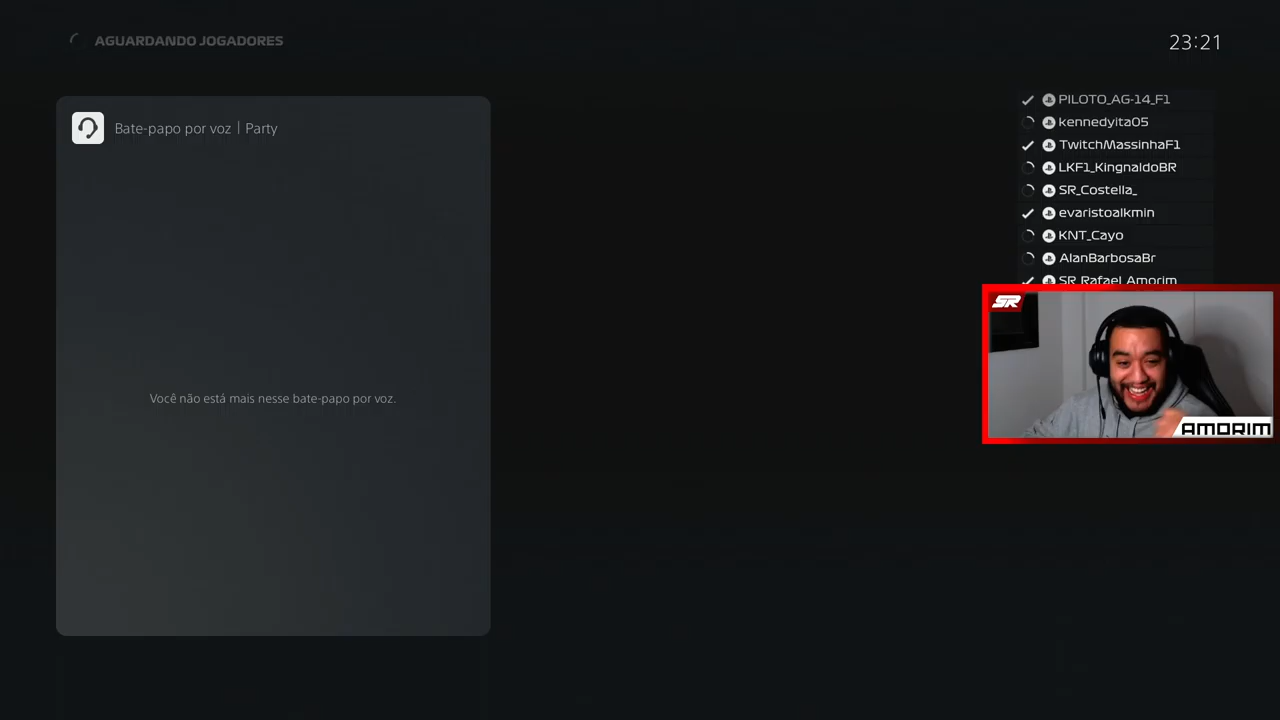 AGUARDANDO JOGADORES
23:21
Bate-papo por voz | Party
Você não está mais nesse bate-papo por voz.
PILOTO_AG-14_F1
kennedyita05
TwitchMassinhaF1
LKF1_KingnaldoBR
SR_Costella_
evaristoalkmin
KNT_Cayo
AlanBarbosaBr
SR_Rafael_Amorim
SR
AMORIM